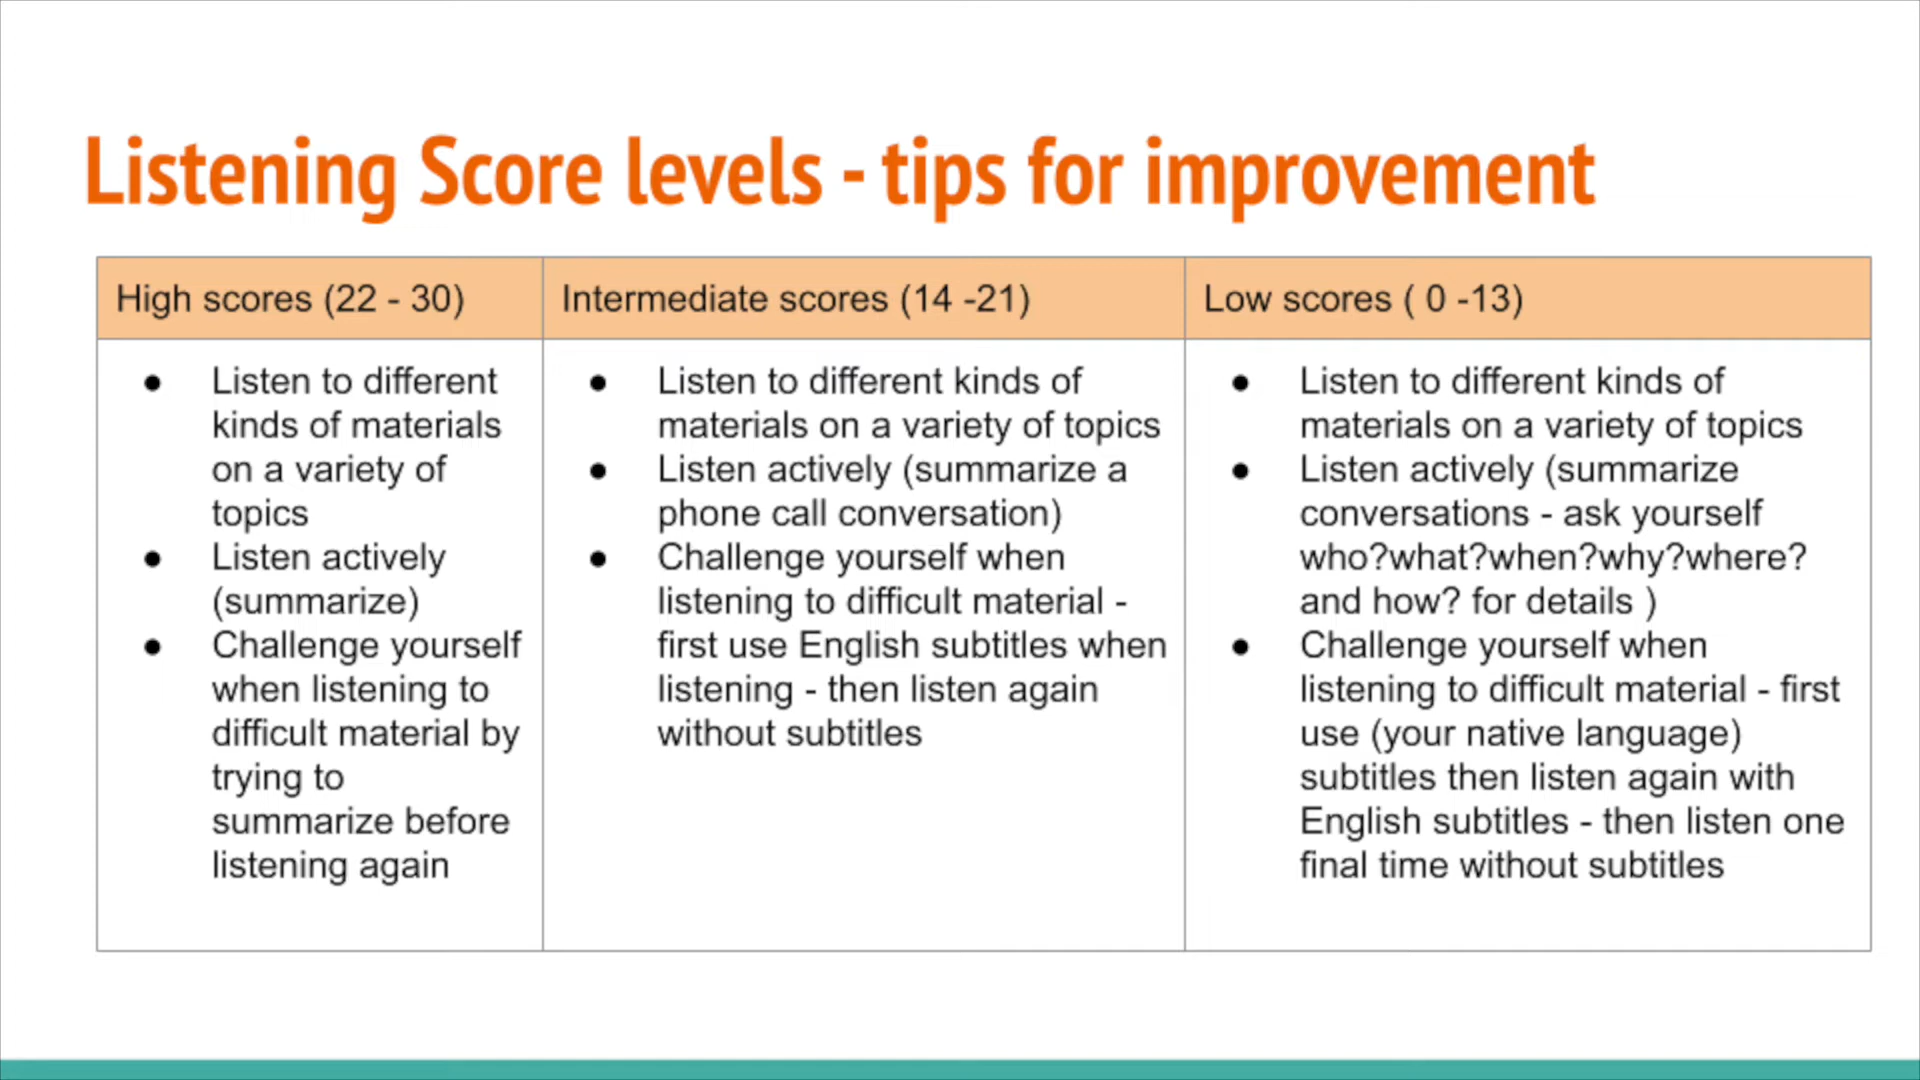 Listening Score levels - tips for improvement
High scores (22 - 30)
Intermediate scores (14 -21)
Low scores ( 0 -13)
● Listen to different
kinds of materials
on a variety of
topics
● Listen actively
(summarize)
● Challenge yourself
when listening to
difficult material by
trying to
summarize before
listening again
● Listen to different kinds of
materials on a variety of topics
● Listen actively (summarize a
phone call conversation)
● Challenge yourself when
listening to difficult material -
first use English subtitles when
listening - then listen again
without subtitles
● Listen to different kinds of
materials on a variety of topics
● Listen actively (summarize
conversations - ask yourself
who?what?when?why?where?
and how? for details )
● Challenge yourself when
listening to difficult material - first
use (your native language)
subtitles then listen again with
English subtitles - then listen one
final time without subtitles